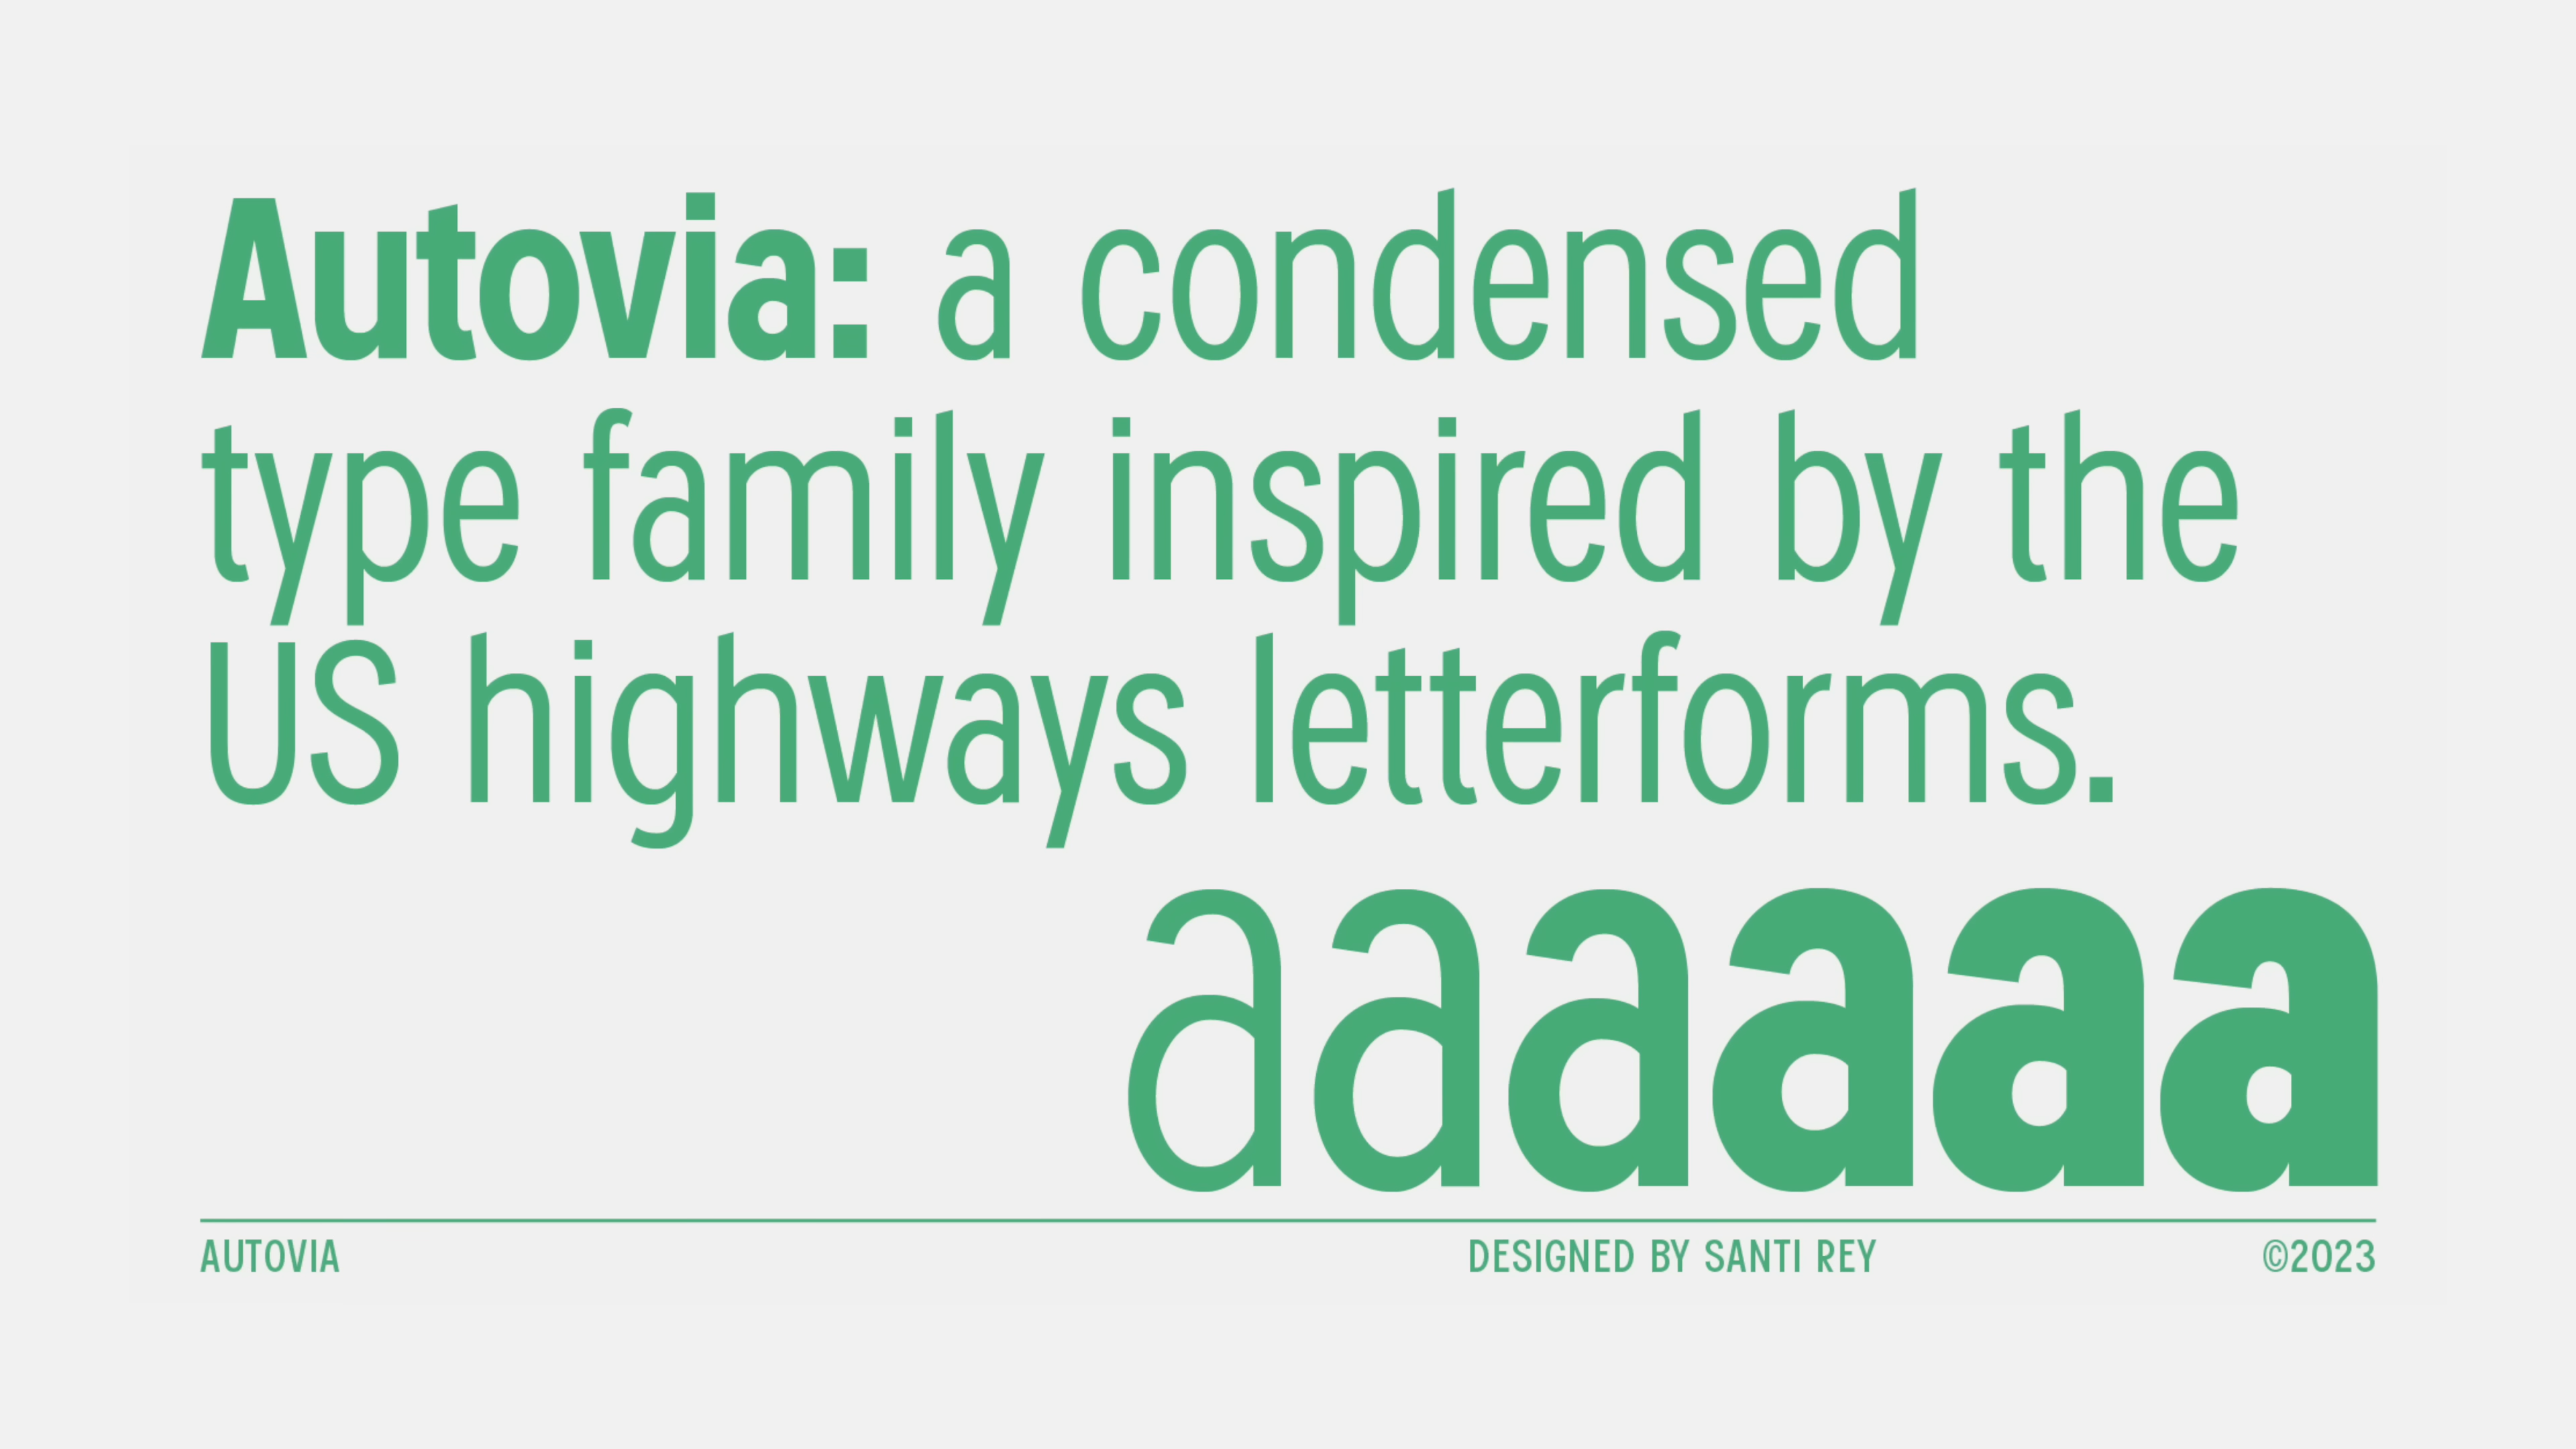 Autovia: a condensed
type family inspired by the
US highways letterforms.
aaaaaa
AUTOVIA DESIGNED BY SANTI REY ©2023